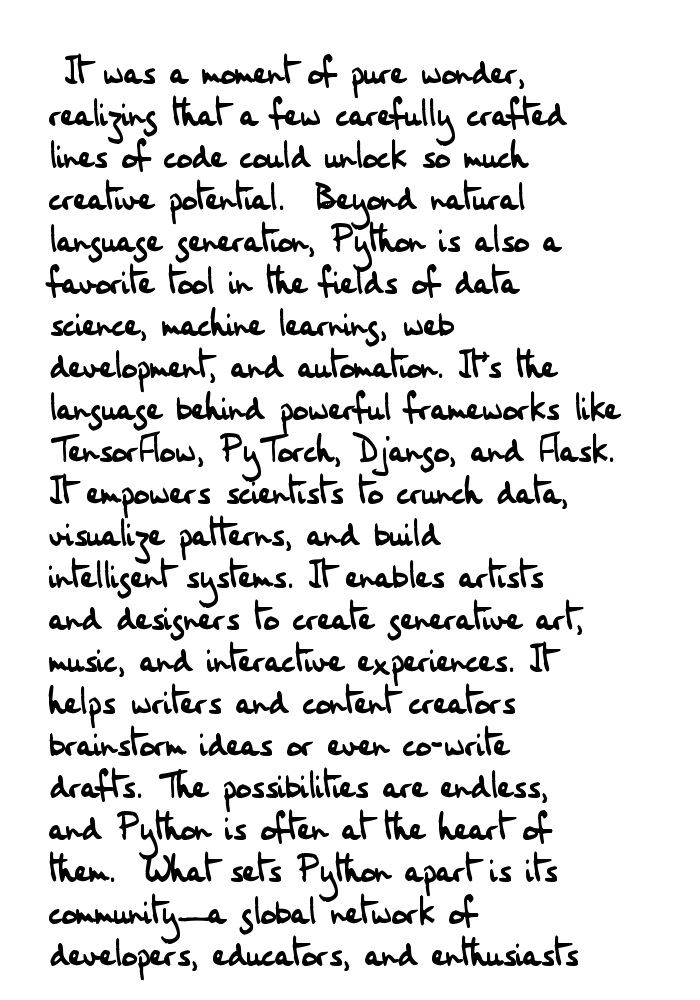 It was a moment of pure wonder,
realizing that a few carefully crafted
lines of code could unlock so much
creative potential. Beyond natural
language generation, Python is also a
favorite tool in the fields of data
science, machine learning, web
development, and automation. It's the
language behind powerful frameworks like
TensorFlow, PyTorch, Django, and Flask.
It empowers scientists to crunch data,
visualize patterns, and build
intelligent systems. It enables artists
and designers to create generative art,
music, and interactive experiences. It
helps writers and content creators
brainstorm ideas or even co-write
drafts. The possibilities are endless,
and Python is often at the heart of
them. What sets Python apart is its
community—a global network of
developers, educators, and enthusiasts